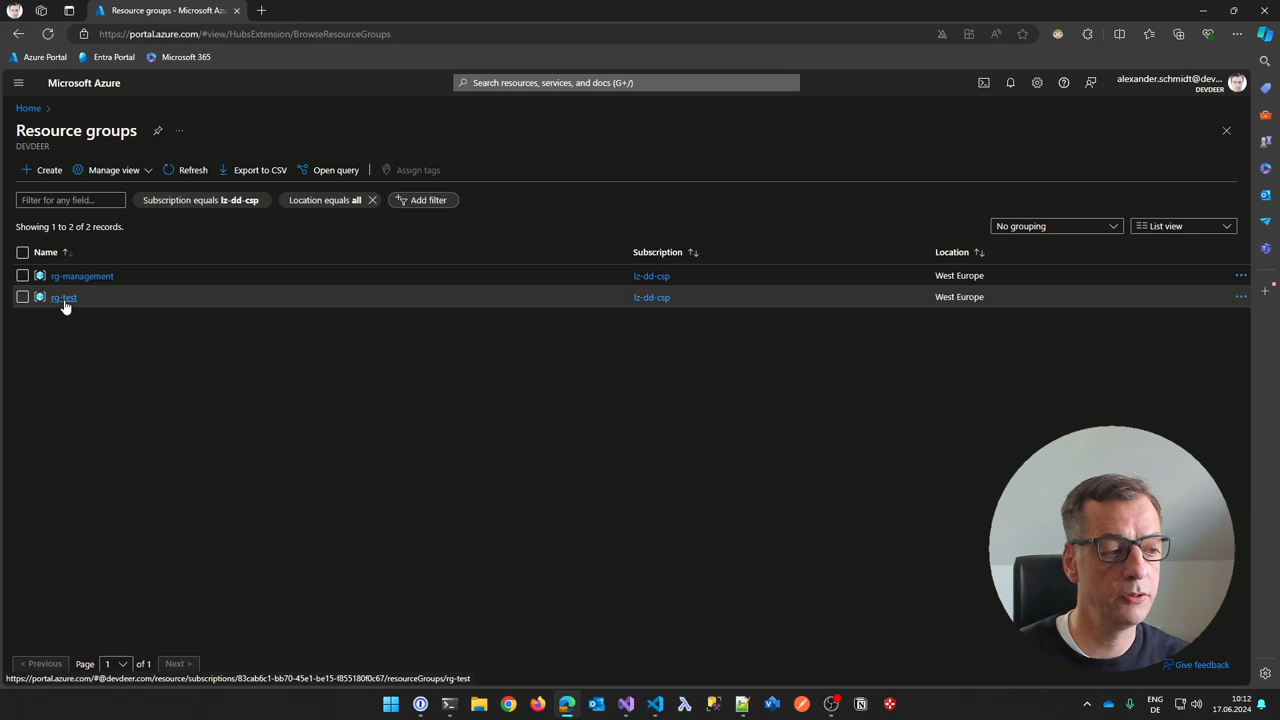 Resource groups - Microsoft Az
https://portal.azure.com/#view/HubsExtension/BrowseResourceGroups
Azure Portal
Entra Portal
Microsoft 365
Microsoft Azure
Search resources, services, and docs (G+/)
alexander.schmidt@dev...
DEVDEER
Home
Resource groups
DEVDEER
Create
Manage view
Refresh
Export to CSV
Open query
Assign tags
Filter for any field...
Subscription equals lz-dd-csp
Location equals all
Add filter
Showing 1 to 2 of 2 records.
No grouping
List view
Name
Subscription
Location
rg-management
lz-dd-csp
West Europe
rg-test
lz-dd-csp
West Europe
< Previous
Page
1
of 1
Next >
Give feedback
https://portal.azure.com/#@devdeer.com/resource/subscriptions/83cab6c1-bb70-45e1-be15-f855180f0c67/resourceGroups/rg-test
ENG
DE
10:12
17.06.2024